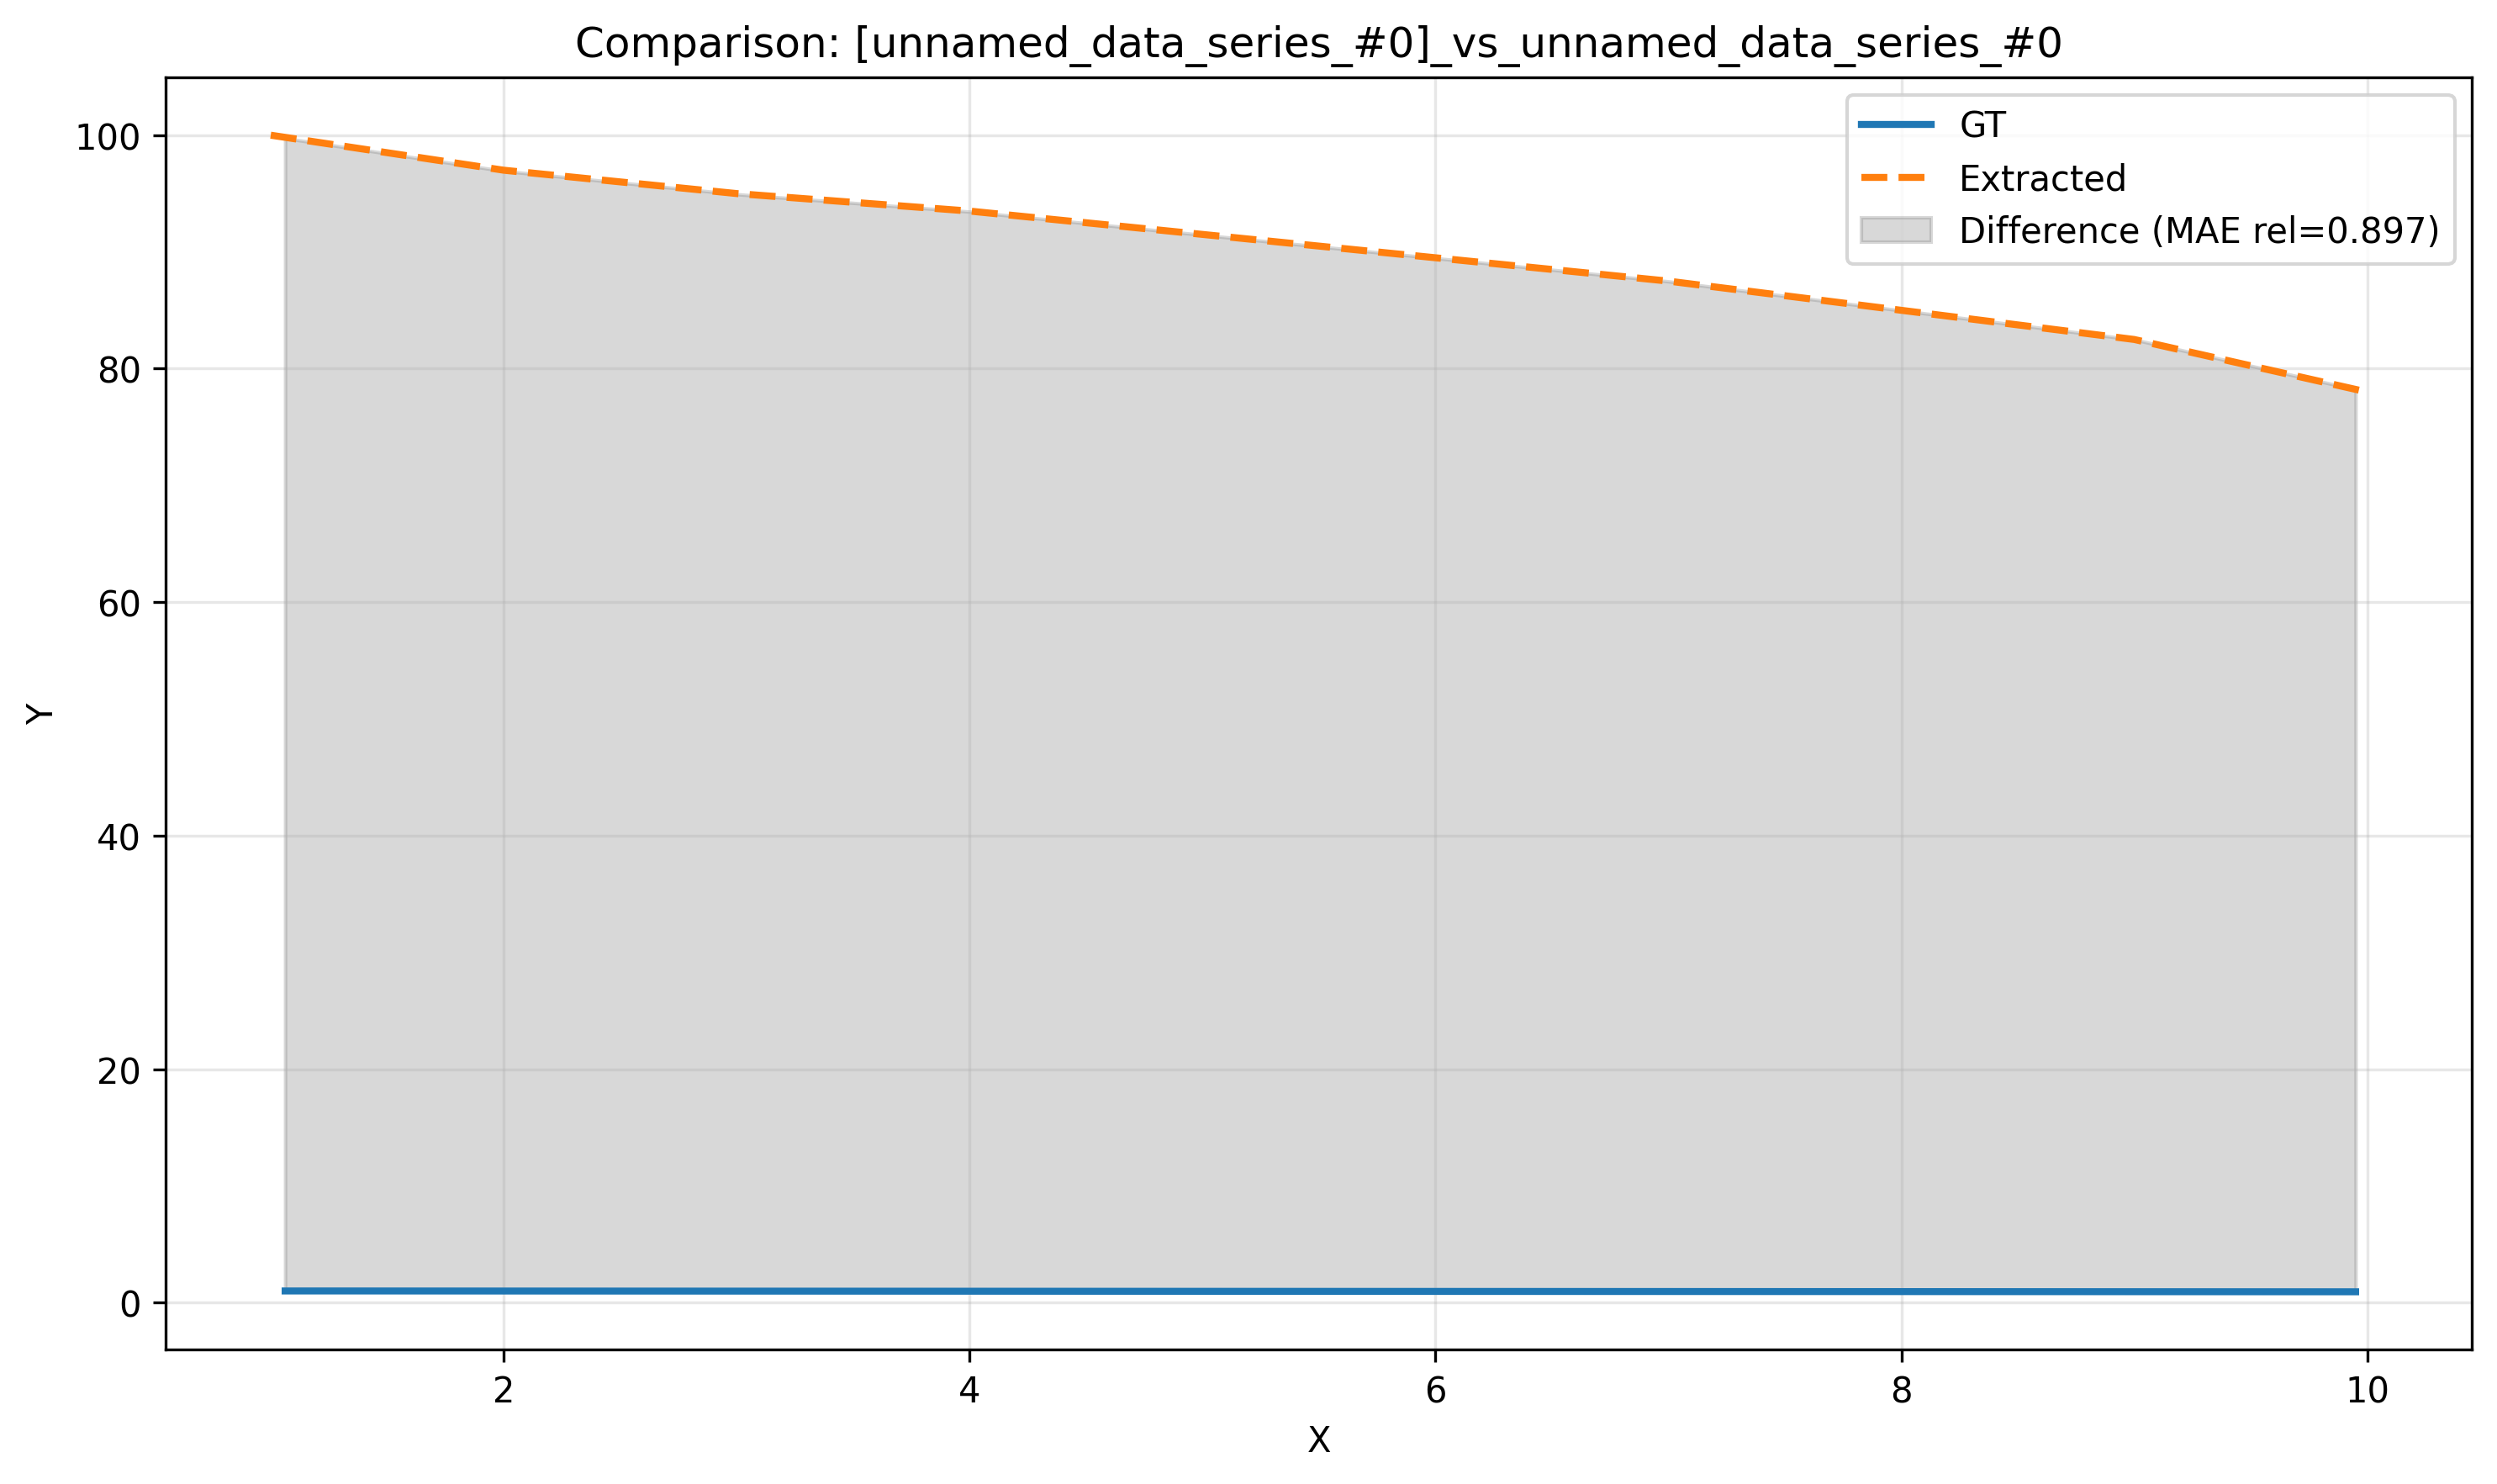 Comparison: [unnamed_data_series_#0]_vs_unnamed_data_series_#0
GT
Extracted
Difference (MAE rel=0.897)
100
80
60
40
20
0
Y
2 4 6 8 10
X